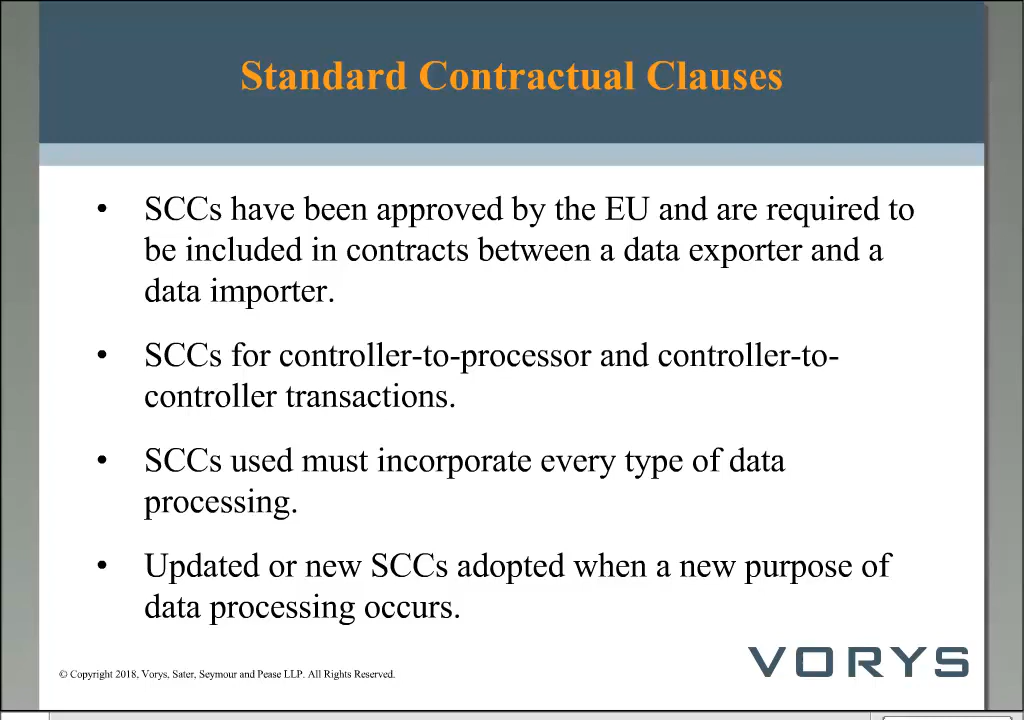 Standard Contractual Clauses
• SCCs have been approved by the EU and are required to
be included in contracts between a data exporter and a
data importer.
• SCCs for controller-to-processor and controller-to-
controller transactions.
• SCCs used must incorporate every type of data
processing.
• Updated or new SCCs adopted when a new purpose of
data processing occurs.
© Copyright 2018, Vorys, Sater, Seymour and Pease LLP. All Rights Reserved.
VORYS